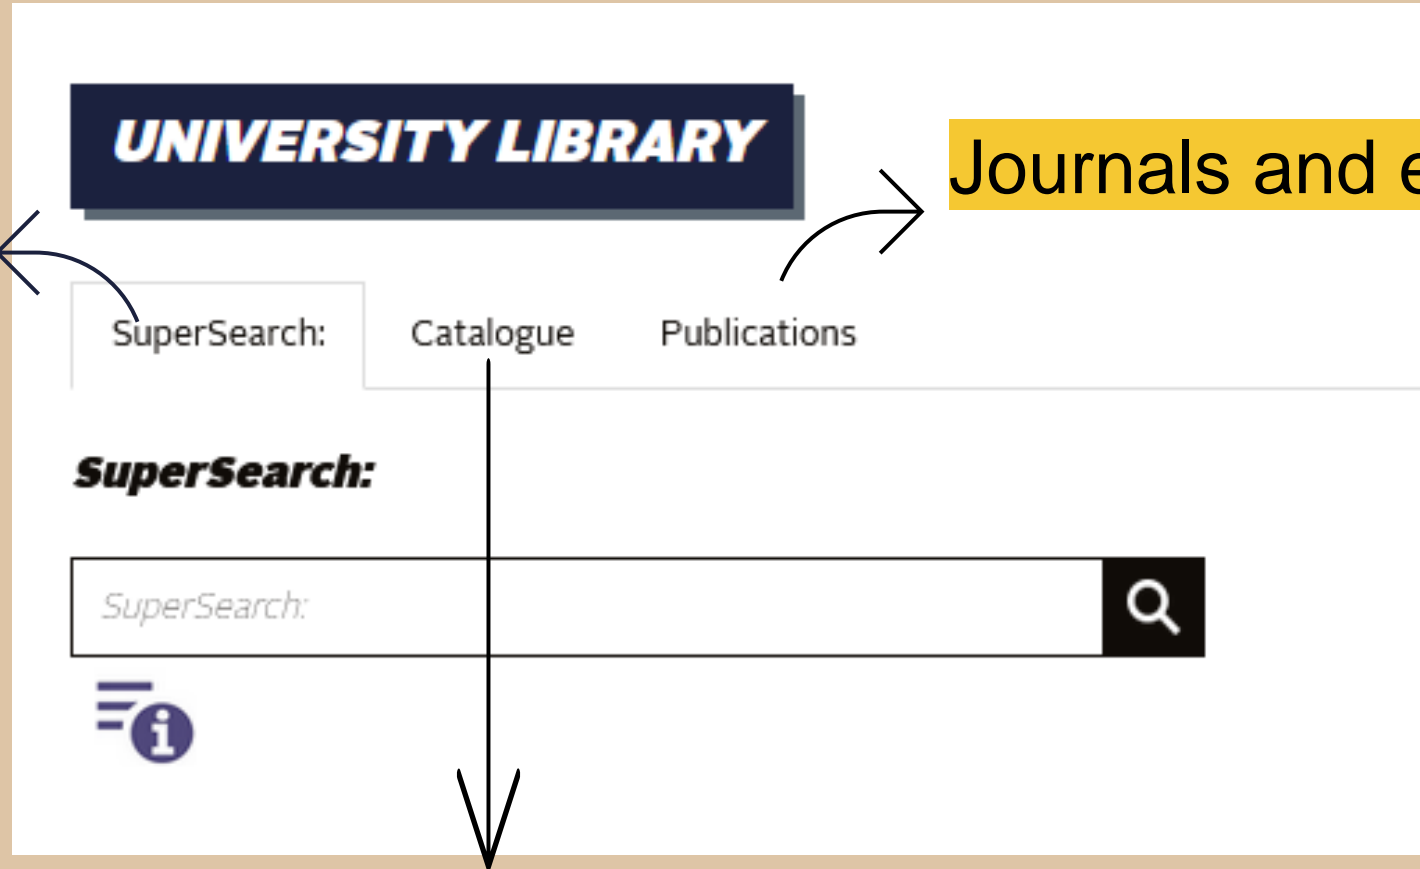 UNIVERSITY LIBRARY
Journals and
SuperSearch: Catalogue Publications
SuperSearch:
SuperSearch: